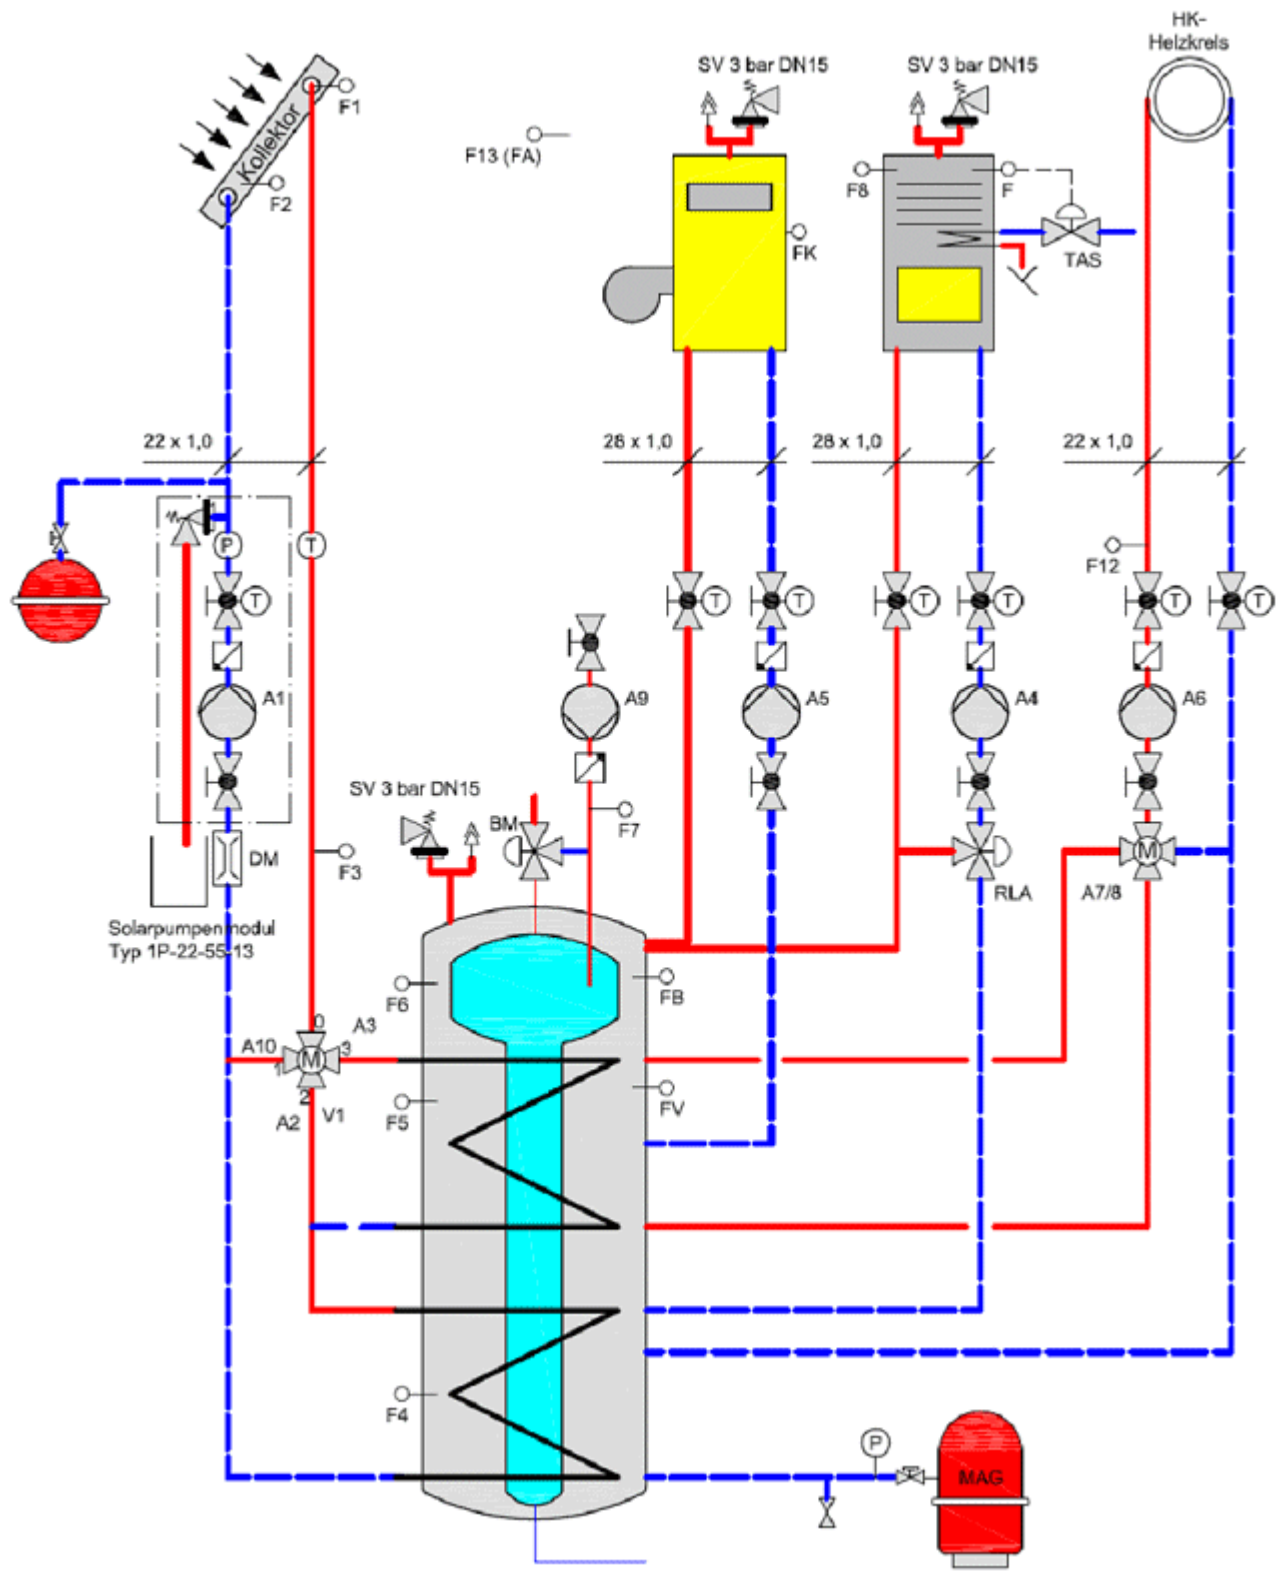 HK-
Heizkreis
SV 3 bar DN15
SV 3 bar DN15
F1
Kollektor
F13 (FA)
F8
F
F2
FK
TAS
22 x 1,0
28 x 1,0
28 x 1,0
22 x 1,0
P
T
F12
T
T
T
T
T
T
T
A1
A9
A5
A4
A6
SV 3 bar DN15
BM
F7
DM
F3
M
RLA
A7/8
Solarpumpenmodul
Typ 1P-22-55-13
F6
FB
0
A3
A10
M
3
1
2
V1
A2
F5
FV
F4
P
MAG